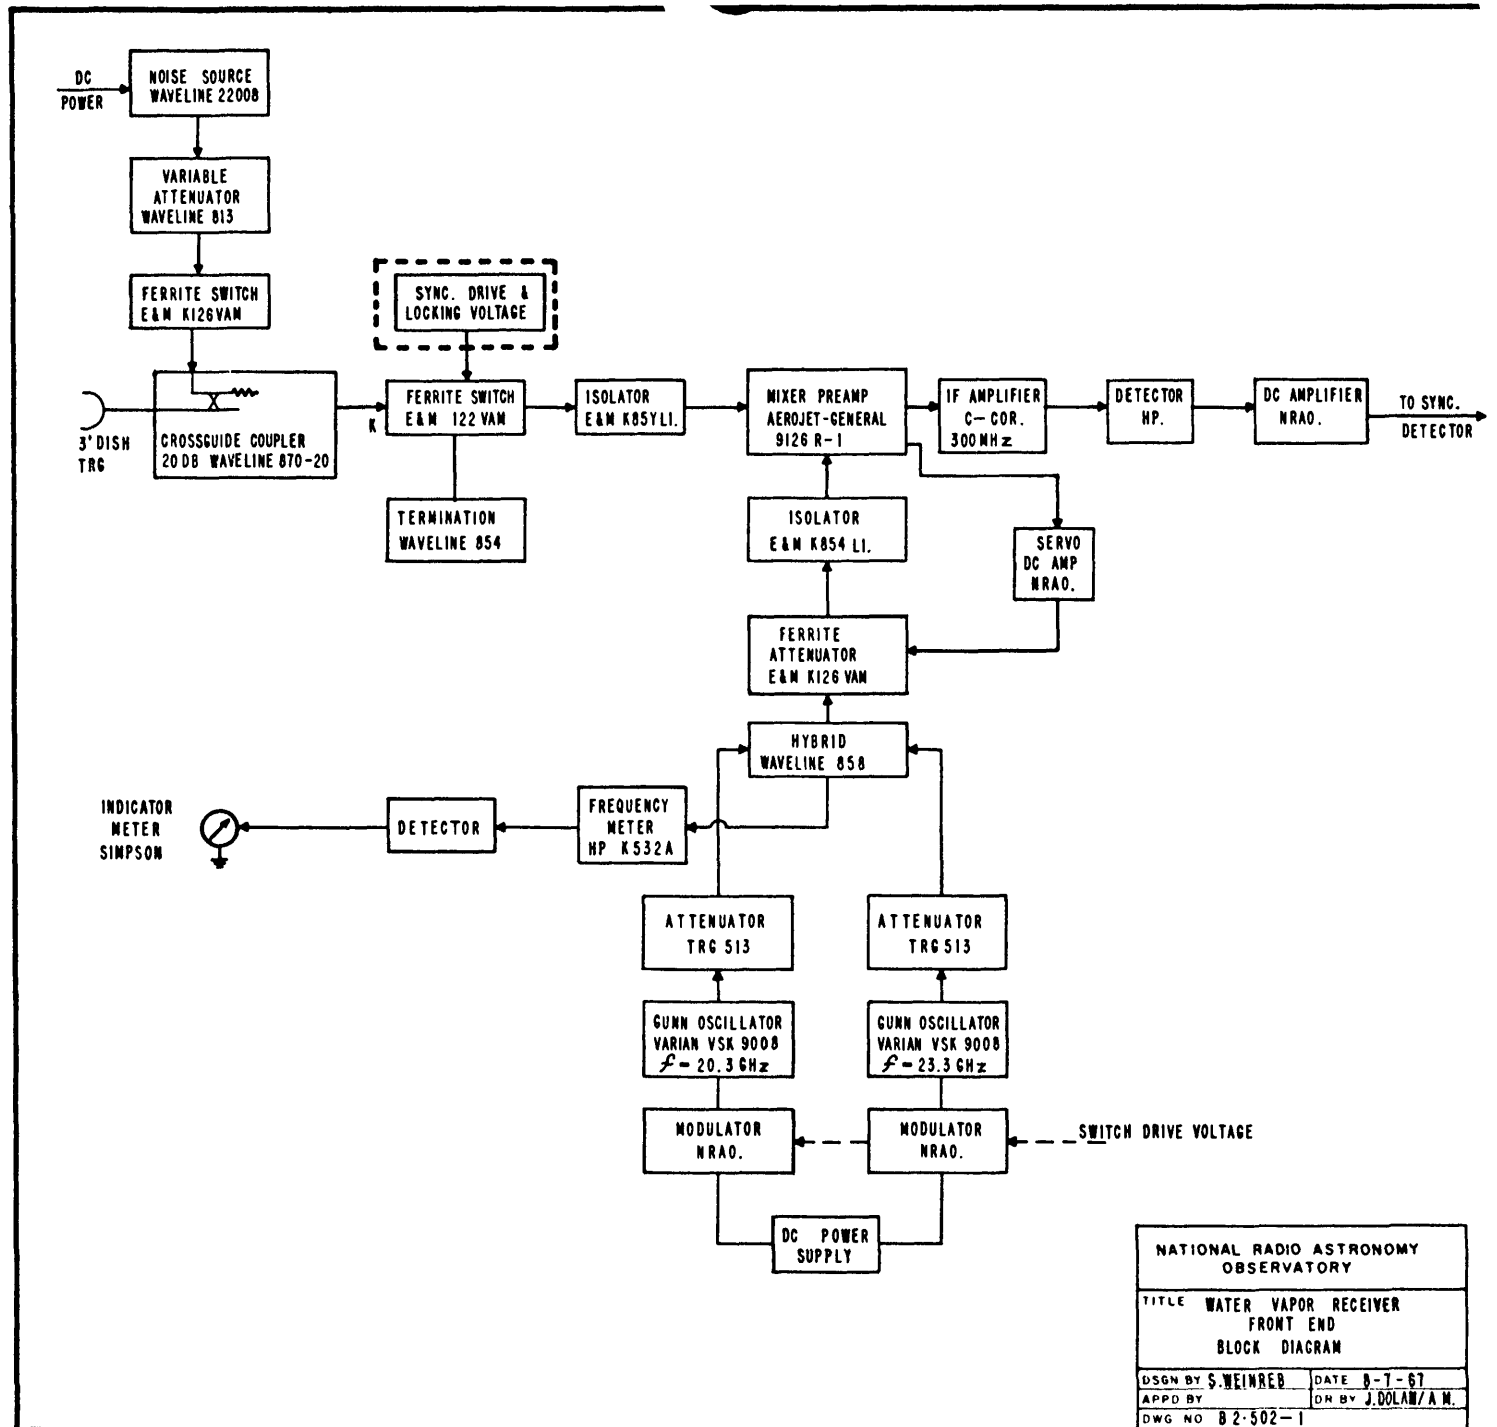 DC
POWER
NOISE SOURCE
WAVELINE 22008
VARIABLE
ATTENUATOR
WAVELINE 813
FERRITE SWITCH
E&M K126VAM
3' DISH
TRG
CROSSGUIDE COUPLER
20 DB WAVELINE 870-20
K
SYNC. DRIVE &
LOCKING VOLTAGE
FERRITE SWITCH
E&M 122 VAM
TERMINATION
WAVELINE 854
ISOLATOR
E&M K85YLI.
MIXER PREAMP
AEROJET-GENERAL
9126 R-1
IF AMPLIFIER
C-COR.
300 MHz
DETECTOR
HP.
DC AMPLIFIER
NRAO.
TO SYNC.
DETECTOR
ISOLATOR
E&M K854 LI.
SERVO
DC AMP
NRAO.
FERRITE
ATTENUATOR
E&M K126 VAM
HYBRID
WAVELINE 858
INDICATOR
METER
SIMPSON
DETECTOR
FREQUENCY
METER
HP K532A
ATTENUATOR
TRG 513
ATTENUATOR
TRG 513
GUNN OSCILLATOR
VARIAN VSK 9008
f = 20.3 GHz
GUNN OSCILLATOR
VARIAN VSK 9008
f = 23.3 GHz
MODULATOR
NRAO.
MODULATOR
NRAO.
SWITCH DRIVE VOLTAGE
DC POWER
SUPPLY
NATIONAL RADIO ASTRONOMY
OBSERVATORY
TITLE WATER VAPOR RECEIVER
FRONT END
BLOCK DIAGRAM
DSGN BY S.WEINREB DATE 8-7-67
APPD BY DR BY J.DOLAN/A M.
DWG NO B2-502-1